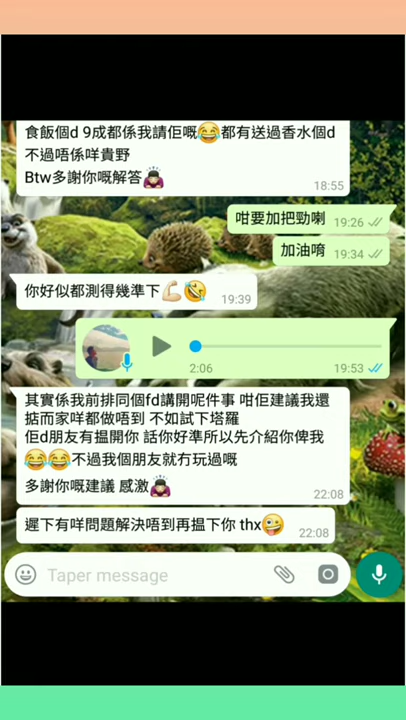 食飯個d 9成都係我請佢嘅😂都有送過香水個d
不過唔係咩貴野
Btw多謝你嘅解答🙇🏻‍♂️
18:55
咁要加把勁喇 19:26
加油唷 19:34
你好似都測得幾準下💪🏻🤣 19:39
2:06 19:53
其實係我前排同個fd講開呢件事 咁佢建議我還
掂而家咩都做唔到 不如試下塔羅
佢d朋友有搵開你 話你好準所以先介紹你俾我
😂😂不過我個朋友就冇玩過嘅
多謝你嘅建議 感激🙇🏻‍♂️ 22:08
遲下有咩問題解決唔到再搵下你 thx🤪 22:08
Taper message